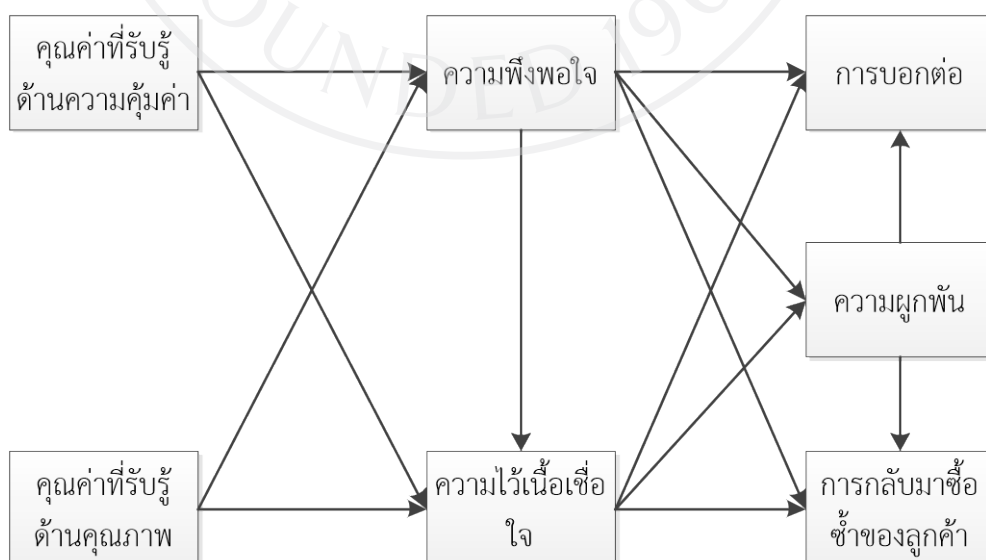 คุณค่าที่รับรู้
ด้านความคุ้มค่า
ความพึงพอใจ
การบอกต่อ
ความผูกพัน
คุณค่าที่รับรู้
ด้านคุณภาพ
ความไว้เนื้อเชื่อ
ใจ
การกลับมาซื้อ
ซ้ำของลูกค้า
OUNDED 19